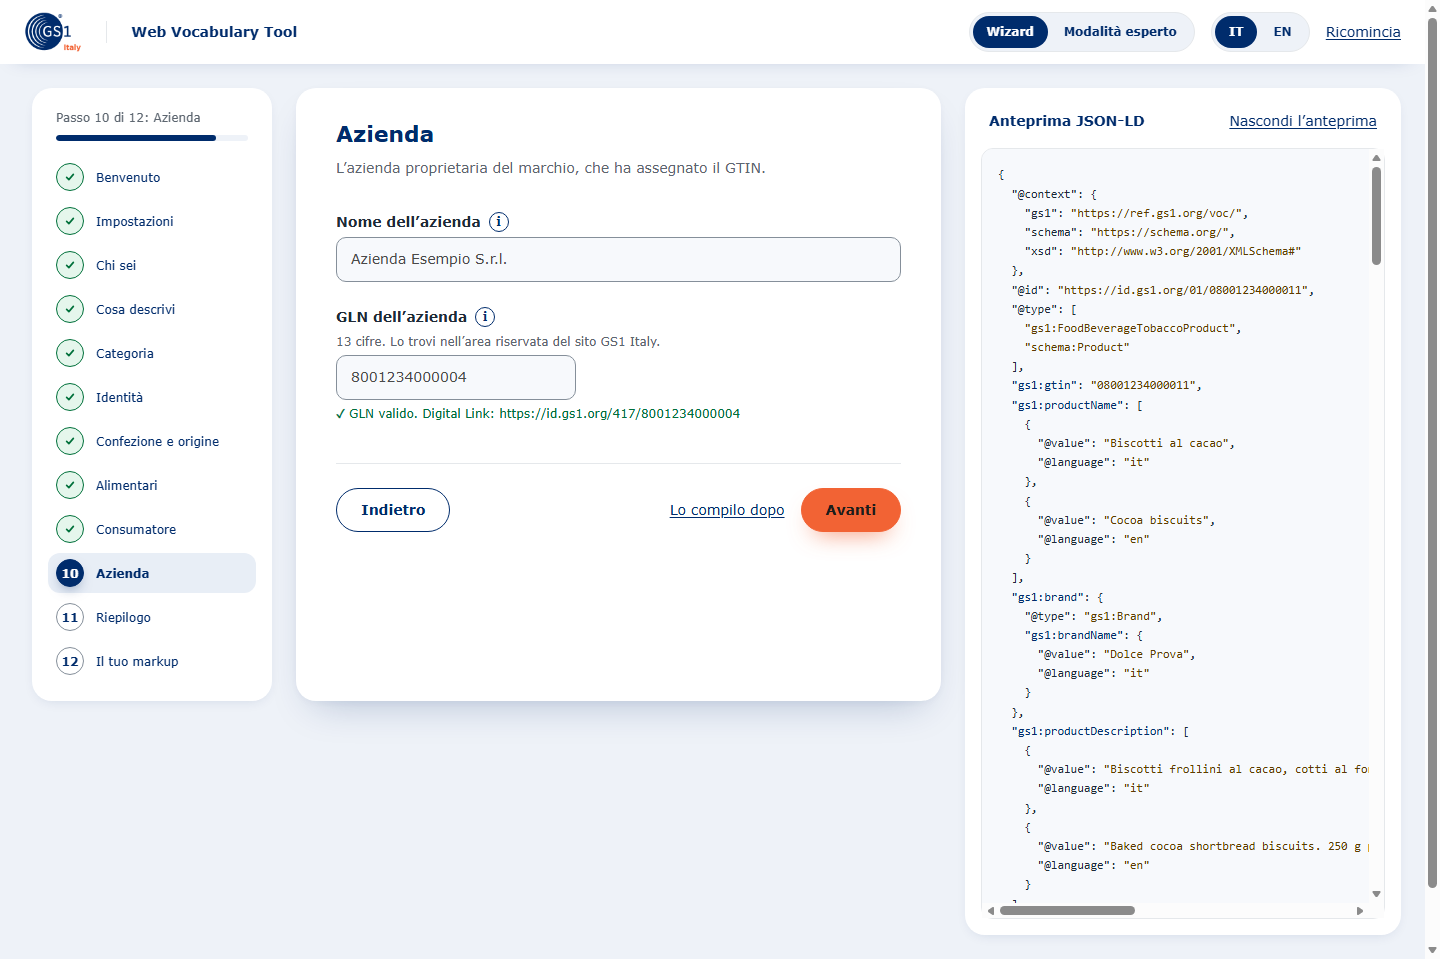 GS1 Italy
Web Vocabulary Tool
Wizard
Modalità esperto
IT
EN
Ricomincia
Passo 10 di 12: Azienda
Benvenuto
Impostazioni
Chi sei
Cosa descrivi
Categoria
Identità
Confezione e origine
Alimentari
Consumatore
10 Azienda
11 Riepilogo
12 Il tuo markup
Azienda
L’azienda proprietaria del marchio, che ha assegnato il GTIN.
Nome dell’azienda i
Azienda Esempio S.r.l.
GLN dell’azienda i
13 cifre. Lo trovi nell’area riservata del sito GS1 Italy.
8001234000004
✓ GLN valido. Digital Link: https://id.gs1.org/417/8001234000004
Indietro
Lo compilo dopo
Avanti
Anteprima JSON-LD
Nascondi l’anteprima
{
"@context": {
"gs1": "https://ref.gs1.org/voc/",
"schema": "https://schema.org/",
"xsd": "http://www.w3.org/2001/XMLSchema#"
},
"@id": "https://id.gs1.org/01/08001234000011",
"@type": [
"gs1:FoodBeverageTobaccoProduct",
"schema:Product"
],
"gs1:gtin": "08001234000011",
"gs1:productName": [
{
"@value": "Biscotti al cacao",
"@language": "it"
},
{
"@value": "Cocoa biscuits",
"@language": "en"
}
],
"gs1:brand": {
"@type": "gs1:Brand",
"gs1:brandName": {
"@value": "Dolce Prova",
"@language": "it"
}
},
"gs1:productDescription": [
{
"@value": "Biscotti frollini al cacao, cotti al
"@language": "it"
},
{
"@value": "Baked cocoa shortbread biscuits. 250 g
"@language": "en"
}